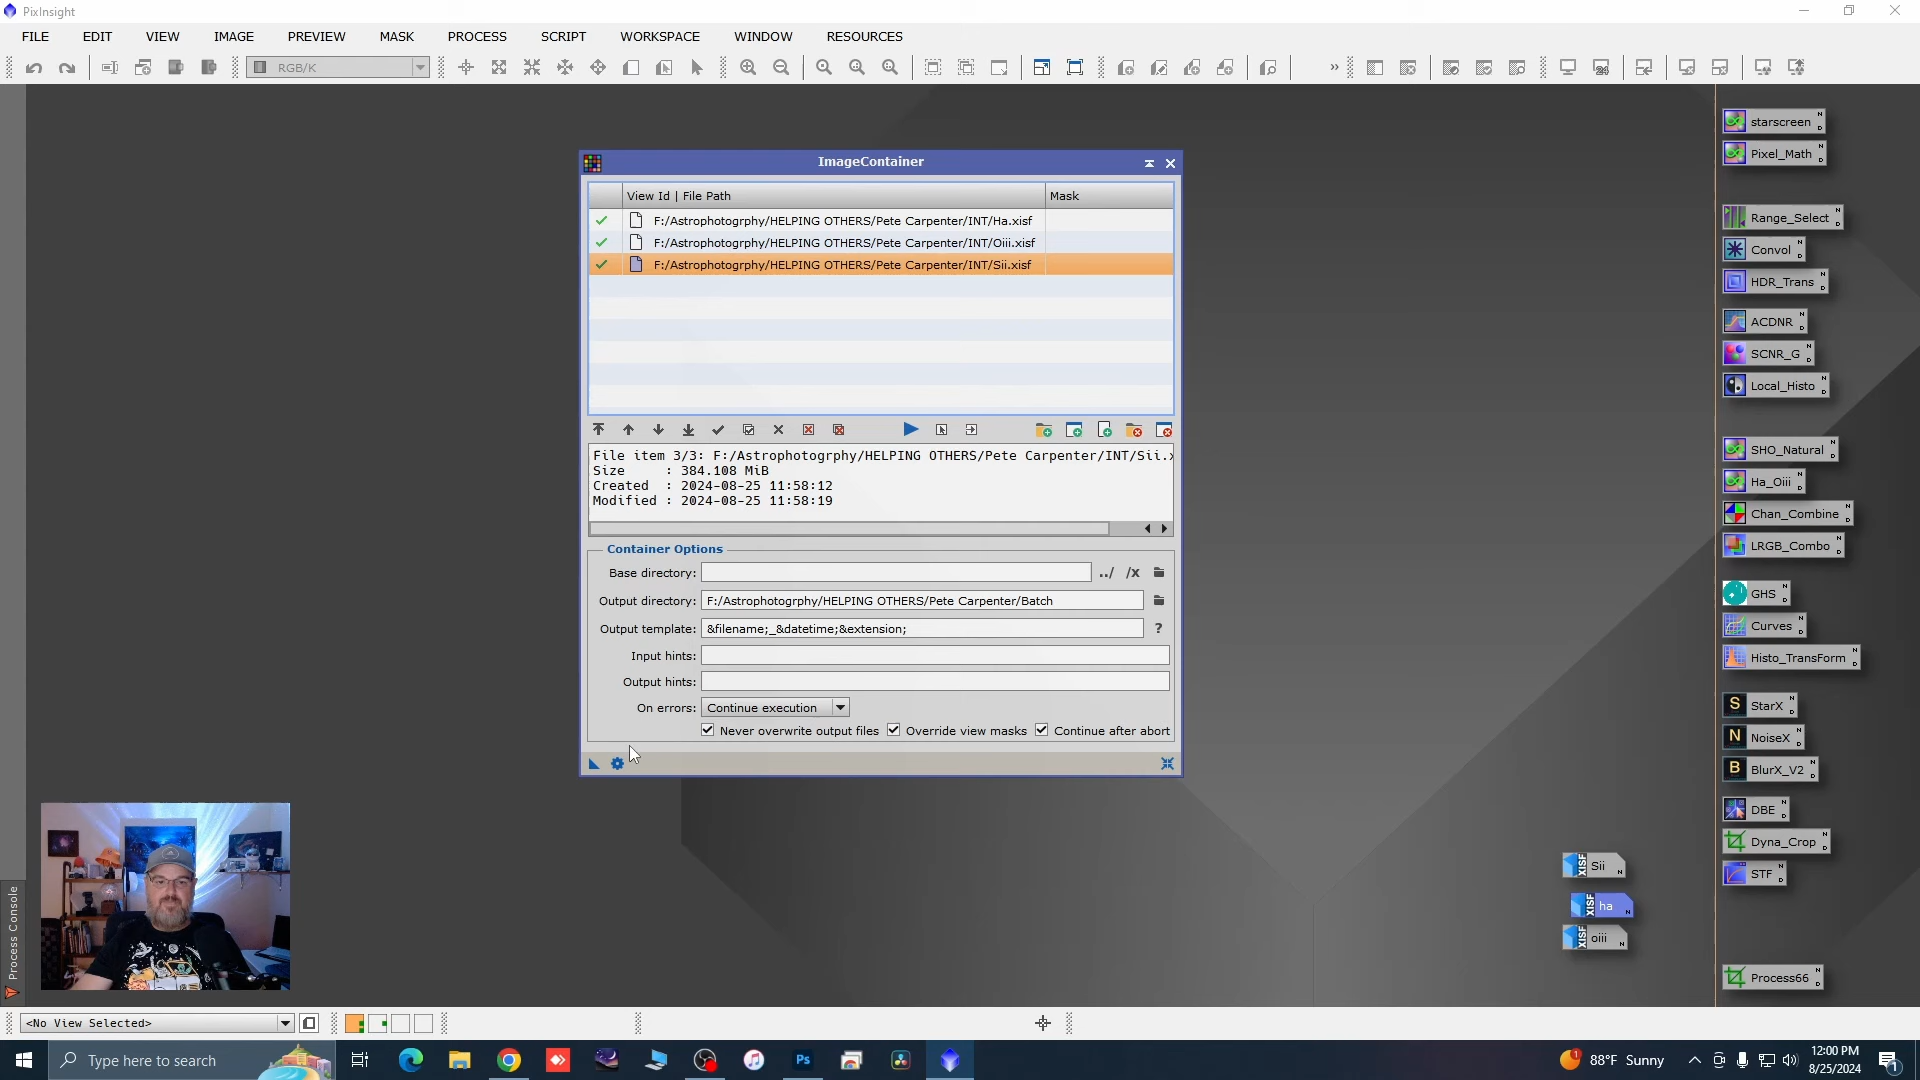 PixInsight
FILE EDIT VIEW IMAGE PREVIEW MASK PROCESS SCRIPT WORKSPACE WINDOW RESOURCES
RGB/K
24
ImageContainer
View Id | File Path Mask
F:/Astrophotogrphy/HELPING OTHERS/Pete Carpenter/INT/Ha.xisf
F:/Astrophotogrphy/HELPING OTHERS/Pete Carpenter/INT/Oiii.xisf
F:/Astrophotogrphy/HELPING OTHERS/Pete Carpenter/INT/Sii.xisf
File item 3/3: F:/Astrophotogrphy/HELPING OTHERS/Pete Carpenter/INT/Sii.x
Size : 384.108 MiB
Created : 2024-08-25 11:58:12
Modified : 2024-08-25 11:58:19
Container Options
Base directory: ../ /x
Output directory: F:/Astrophotogrphy/HELPING OTHERS/Pete Carpenter/Batch
Output template: &filename;_&datetime;&extension; ?
Input hints:
Output hints:
On errors: Continue execution
Never overwrite output files Override view masks Continue after abort
starscreen
Pixel_Math
Range_Select
Convol
HDR_Trans
ACDNR
SCNR_G
Local_Histo
SHO_Natural
Ha_Oiii
Chan_Combine
LRGB_Combo
GHS
Curves
Histo_TransForm
S StarX
N NoiseX
B BlurX_V2
DBE
Dyna_Crop
STF
Process66
XISF Sii
XISF ha
XISF oiii
Process Console
<No View Selected>
Type here to search
Ps
1 88°F Sunny
12:00 PM
8/25/2024
1